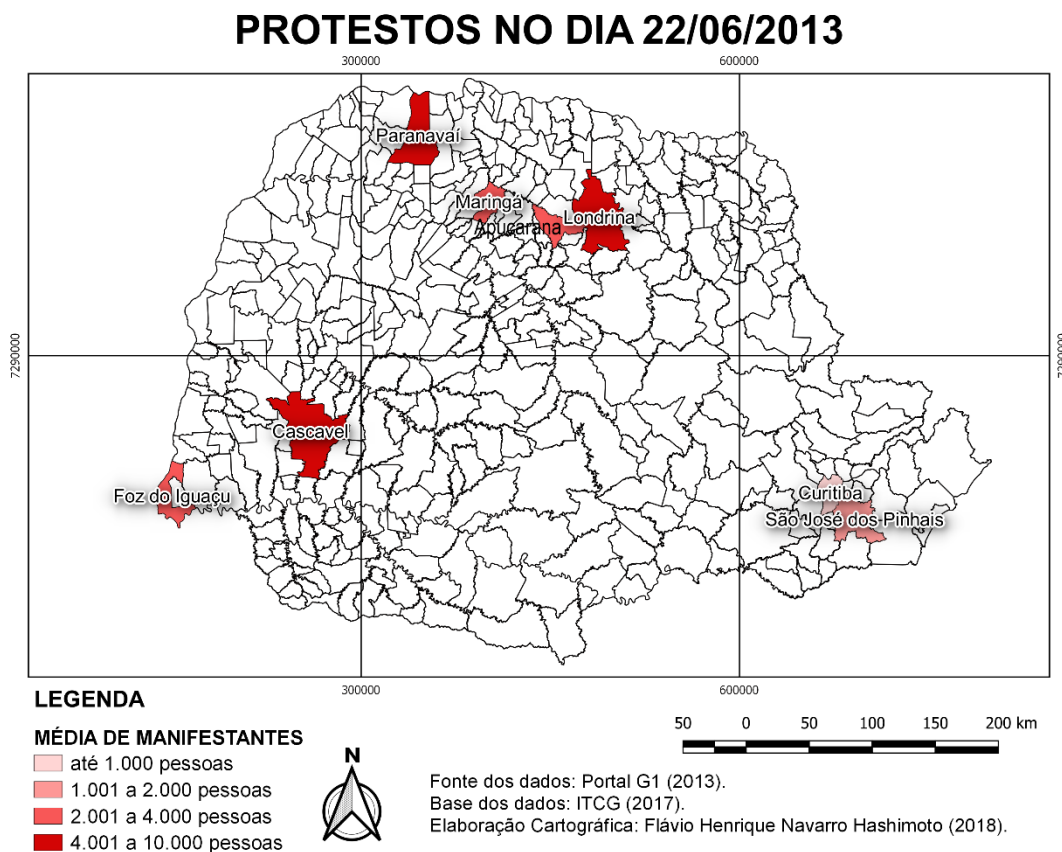 PROTESTOS NO DIA 22/06/2013
300000
600000
Paranavaí
Maringá
Apucarana
Londrina
7290000
7290000
Cascavel
Foz do Iguaçu
Curitiba
São José dos Pinhais
300000
600000
LEGENDA
MÉDIA DE MANIFESTANTES
até 1.000 pessoas
1.001 a 2.000 pessoas
2.001 a 4.000 pessoas
4.001 a 10.000 pessoas
N
50 0 50 100 150 200 km
Fonte dos dados: Portal G1 (2013).
Base dos dados: ITCG (2017).
Elaboração Cartográfica: Flávio Henrique Navarro Hashimoto (2018).